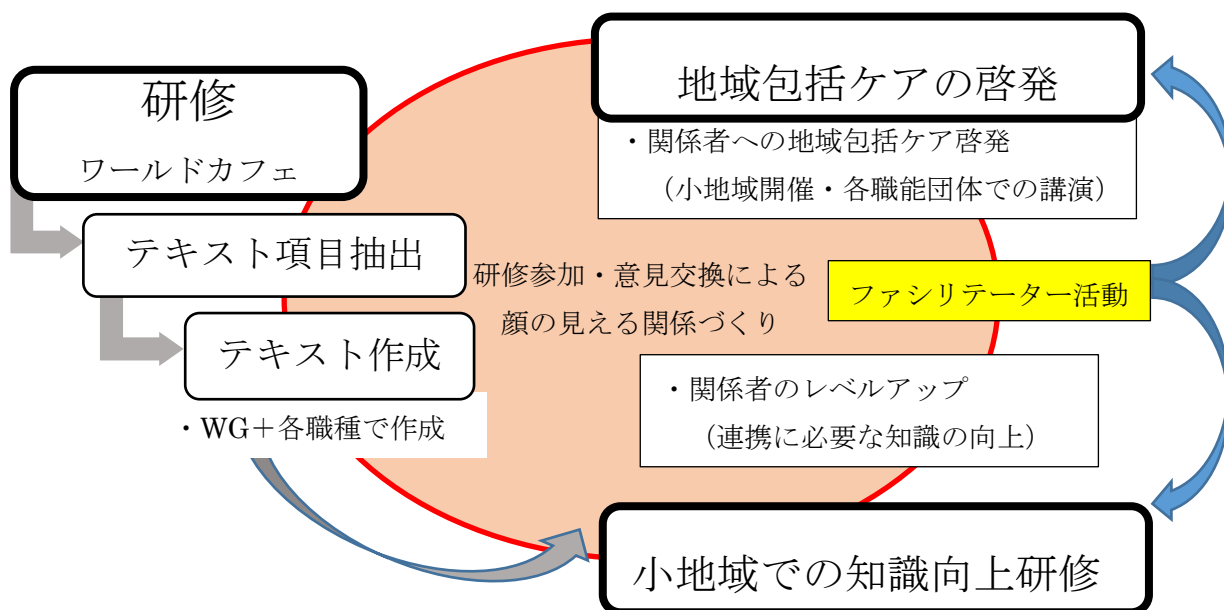 研修
ワールドカフェ
テキスト項目抽出
テキスト作成
・WG+各職種で作成
研修参加・意見交換による
顔の見える関係づくり
地域包括ケアの啓発
・関係者への地域包括ケア啓発
(小地域開催・各職能団体での講演)
ファシリテーター活動
・関係者のレベルアップ
(連携に必要な知識の向上)
小地域での知識向上研修